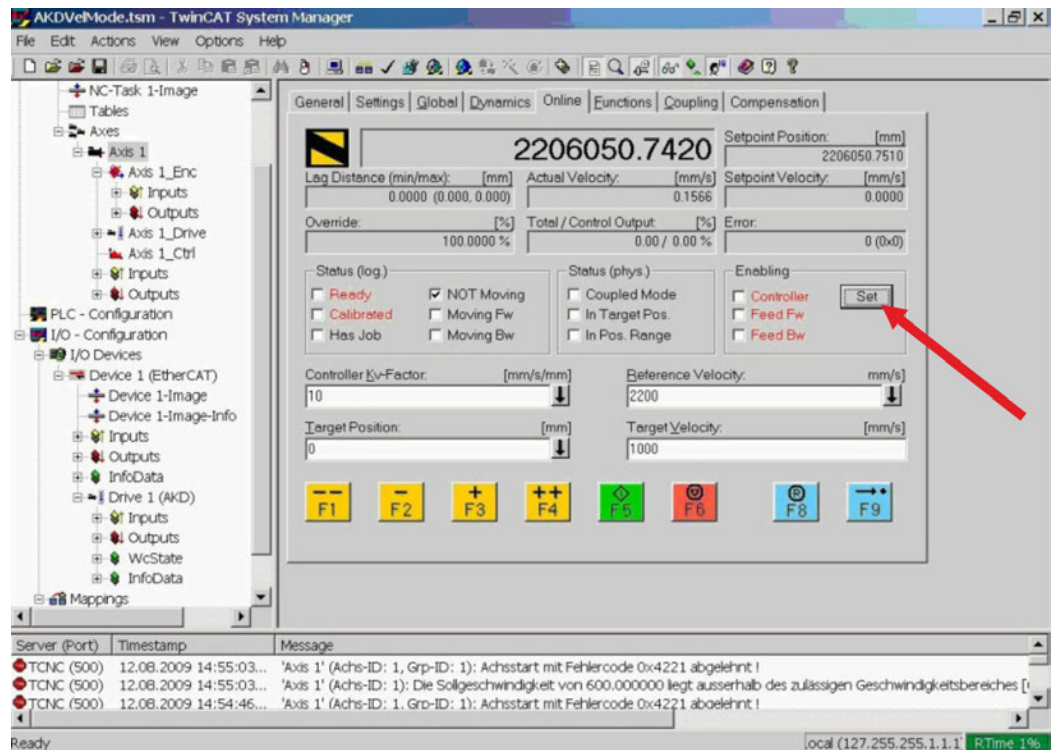 AKDVelMode.tsm - TwinCAT System Manager
File Edit Actions View Options Help
NC-Task 1-Image
Tables
Axes
Axis 1
Axis 1_Enc
Inputs
Outputs
Axis 1_Drive
Axis 1_Ctrl
Inputs
Outputs
PLC - Configuration
I/O - Configuration
I/O Devices
Device 1 (EtherCAT)
Device 1-Image
Device 1-Image-Info
Inputs
Outputs
InfoData
Drive 1 (AKD)
Inputs
Outputs
WcState
InfoData
Mappings
General Settings Global Dynamics Online Functions Coupling Compensation
2206050.7420
Setpoint Position: [mm]
2206050.7510
Lag Distance (min/max): [mm] Actual Velocity: [mm/s] Setpoint Velocity: [mm/s]
0.0000 (0.000, 0.000) 0.1566 0.0000
Override: [%] Total / Control Output: [%] Error:
100.0000 % 0.00 / 0.00 % 0 (0x0)
Status (log.) Status (phys.) Enabling
Ready NOT Moving Coupled Mode Controller Set
Calibrated Moving Fw In Target Pos. Feed Fw
Has Job Moving Bw In Pos. Range Feed Bw
Controller Kv-Factor: [mm/s/mm] Reference Velocity: mm/s]
10 2200
Target Position: [mm] Target Velocity: [mm/s]
0 1000
-- - + ++ R
F1 F2 F3 F4 F5 F6 F8 F9
Server (Port) Timestamp Message
TCNC (500) 12.08.2009 14:55:03... 'Axis 1' (Achs-ID: 1, Grp-ID: 1): Achsstart mit Fehlercode 0x4221 abgelehnt !
TCNC (500) 12.08.2009 14:55:03... 'Axis 1' (Achs-ID: 1): Die Sollgeschwindigkeit von 600.000000 liegt ausserhalb des zulässigen Geschwindigkeitsbereiches [
TCNC (500) 12.08.2009 14:54:46... 'Axis 1' (Achs-ID: 1, Grp-ID: 1): Achsstart mit Fehlercode 0x4221 abgelehnt !
Ready ocal (127.255.255.1.1.1 RTime 1%